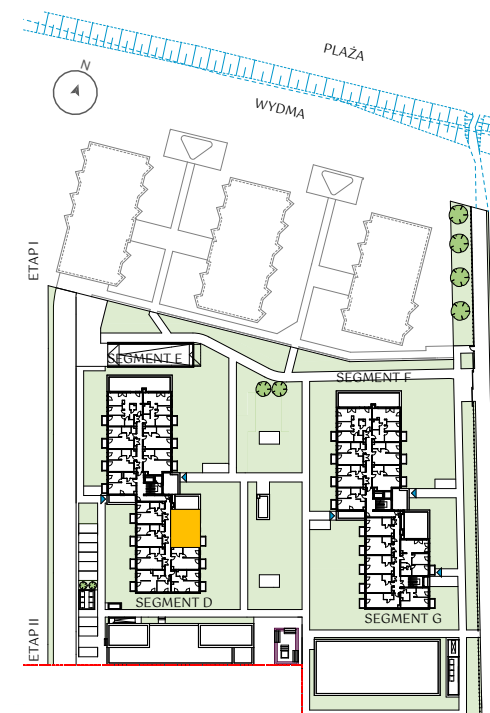 PLAŻA
N
WYDMA
ETAP I
SEGMENT E
SEGMENT F
SEGMENT D
SEGMENT G
ETAP II